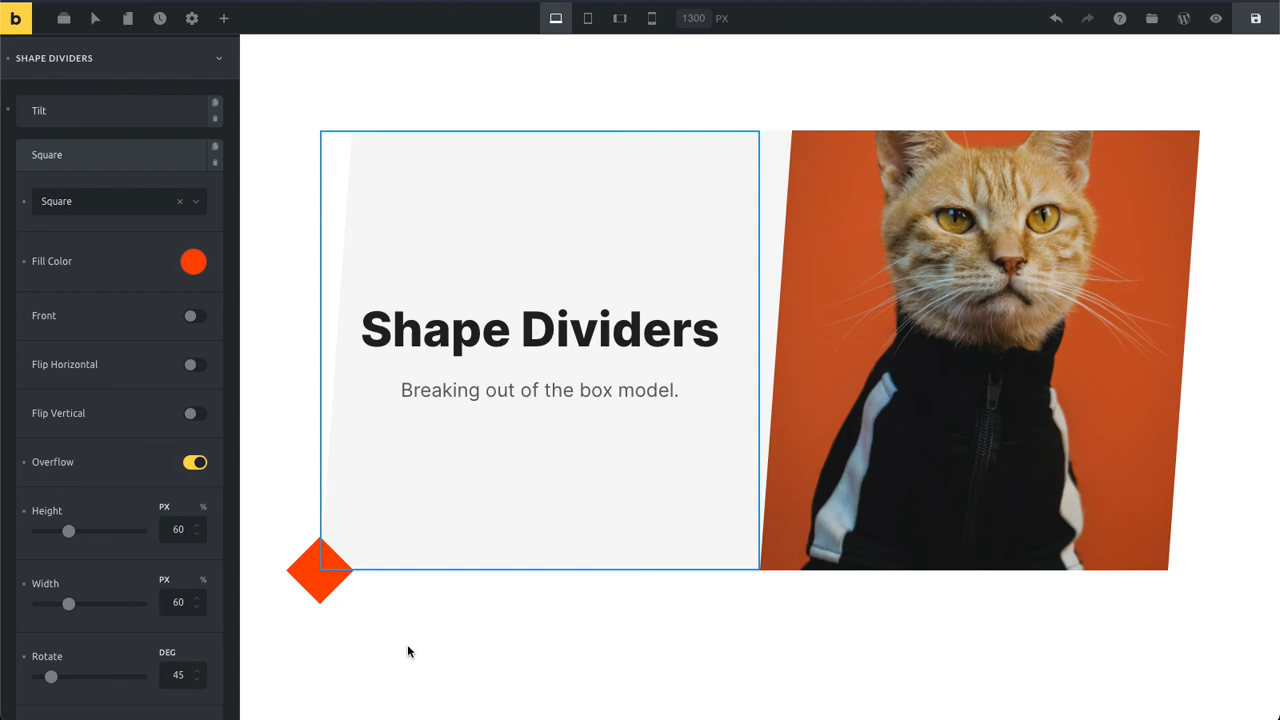 b
1300 PX
SHAPE DIVIDERS
Tilt
Square
Square
Fill Color
Front
Flip Horizontal
Flip Vertical
Overflow
Height PX %
60
Width PX %
60
Rotate DEG
45
Shape Dividers
Breaking out of the box model.